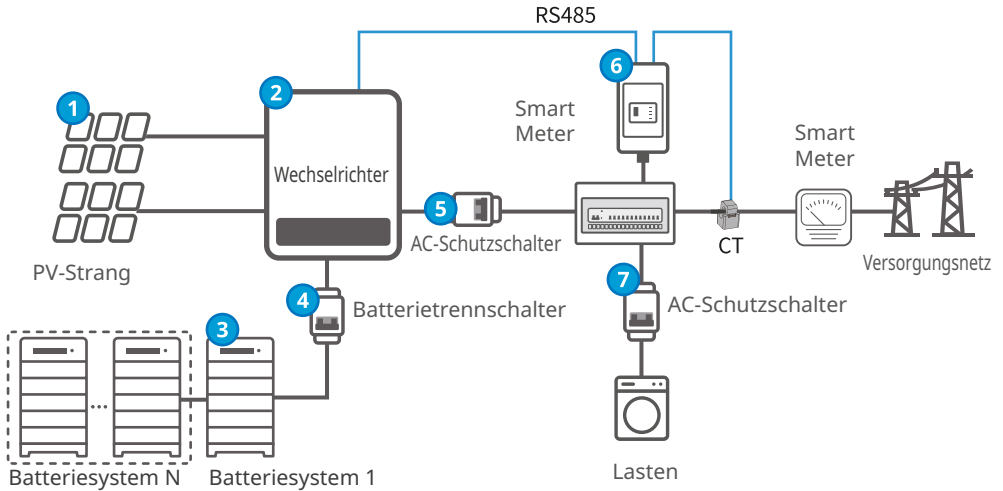 RS485
1
2
6
Smart
Meter
Smart
Meter
Wechselrichter
5
AC-Schutzschalter
CT
Versorgungsnetz
PV-Strang
4
Batterietrennschalter
7
AC-Schutzschalter
3
...
Lasten
Batteriesystem N
Batteriesystem 1